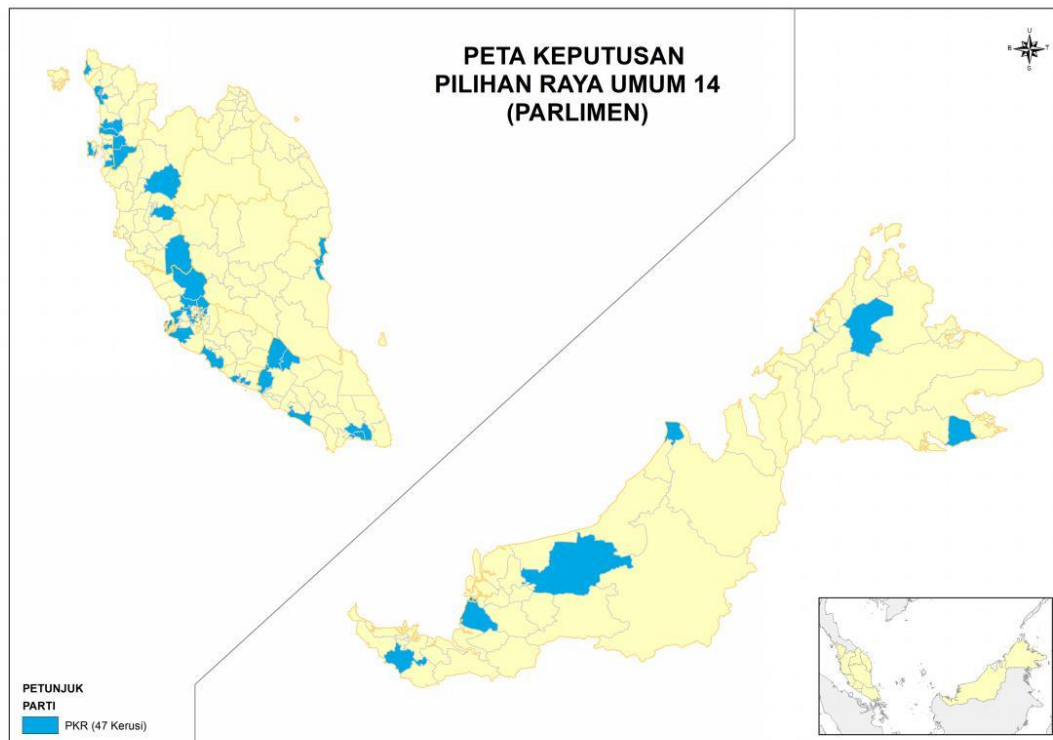 PETA KEPUTUSAN
PILIHAN RAYA UMUM 14
(PARLIMEN)
U
B T
S
PETUNJUK
PARTI
PKR (47 Kerusi)